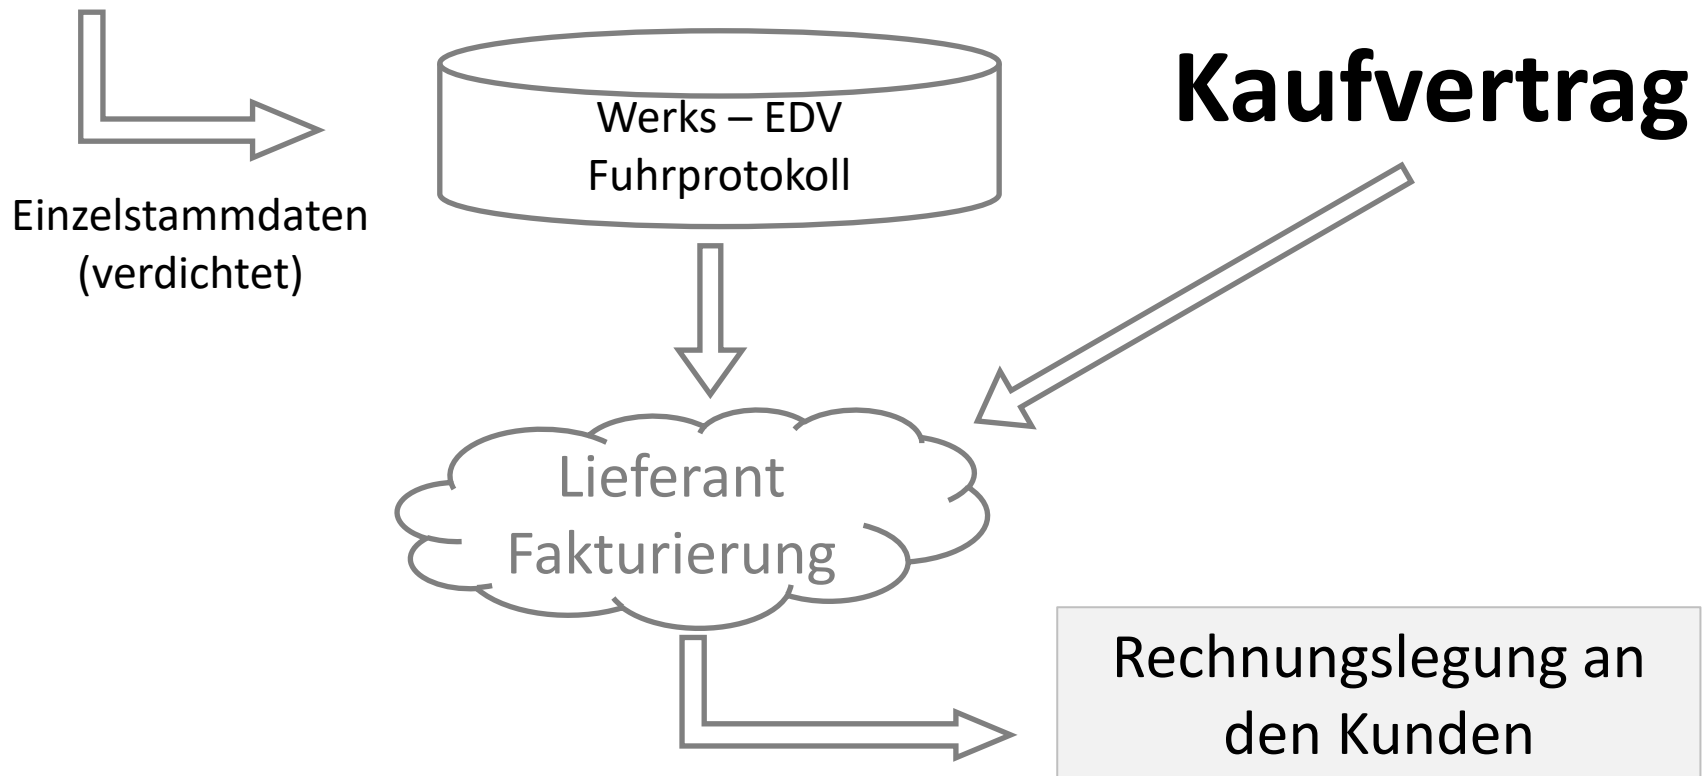 Kaufvertrag
Werks – EDV
Fuhrprotokoll
Einzelstammdaten
(verdichtet)
Lieferant
Fakturierung
Rechnungslegung an
den Kunden